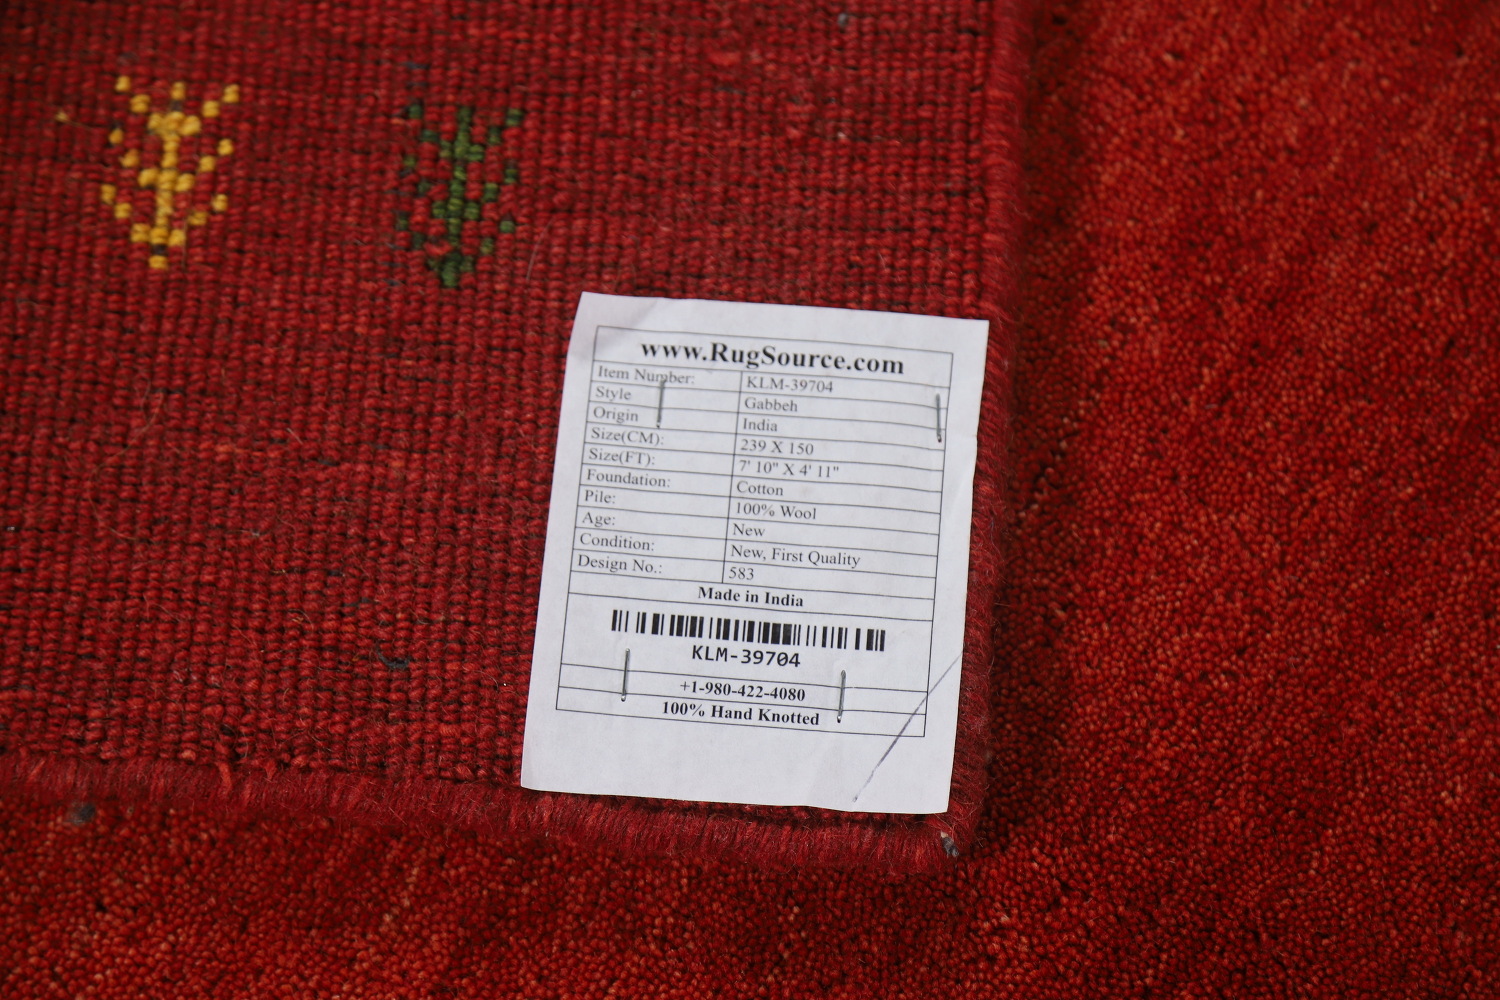 www.RugSource.com
Item Number: KLM-39704
Style Gabbeh
Origin India
Size(CM): 239 X 150
Size(FT): 7' 10" X 4' 11"
Foundation: Cotton
Pile: 100% Wool
Age: New
Condition: New, First Quality
Design No.: 583
Made in India
KLM-39704
+1-980-422-4080
100% Hand Knotted